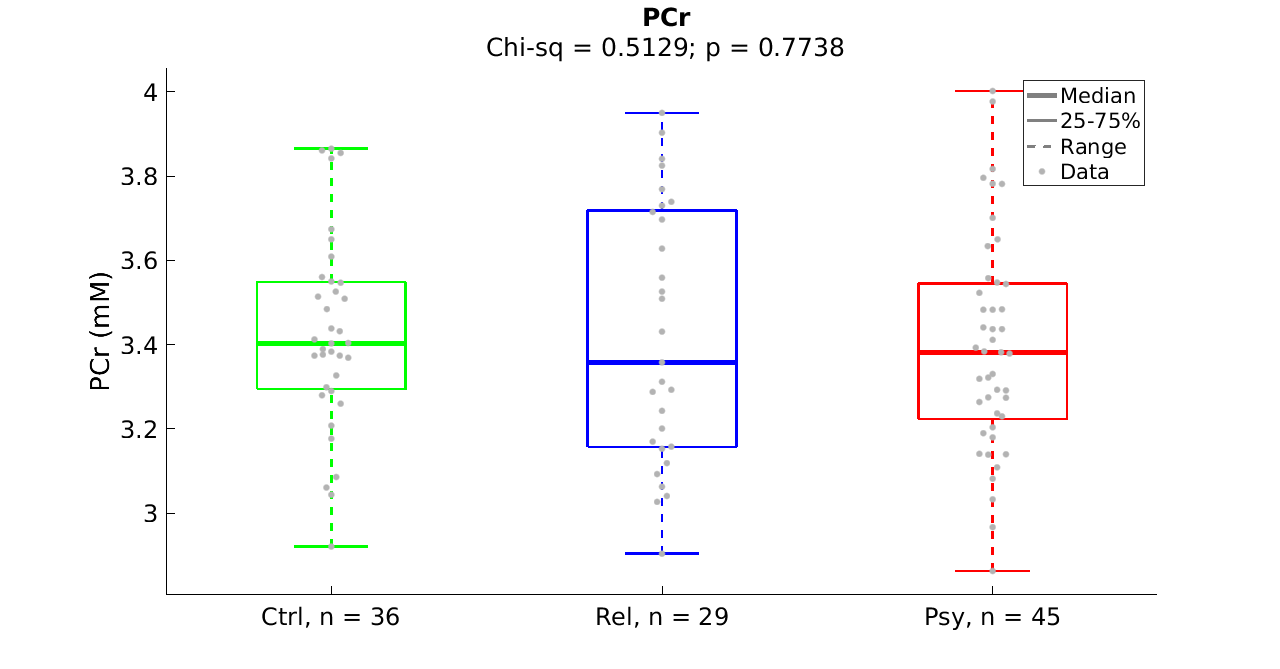 PCr
Chi-sq = 0.5129; p = 0.7738
PCr (mM)
4
3.8
3.6
3.4
3.2
3
Median
25-75%
Range
Data
Ctrl, n = 36
Rel, n = 29
Psy, n = 45